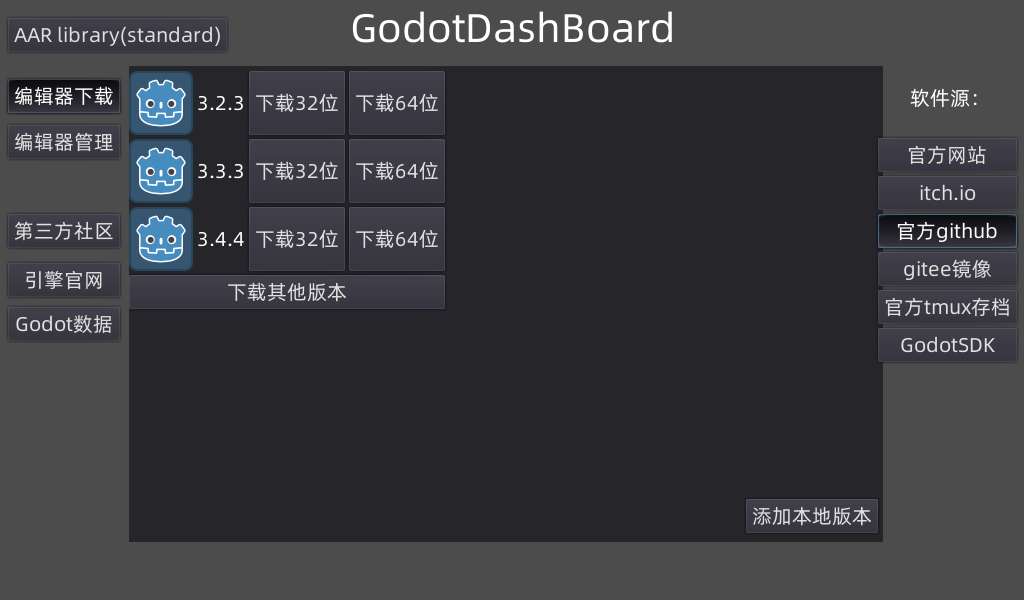 GodotDashBoard
AAR library(standard)
编辑器下载
编辑器管理
第三方社区
引擎官网
Godot数据
3.2.3 下载32位 下载64位
3.3.3 下载32位 下载64位
3.4.4 下载32位 下载64位
下载其他版本
添加本地版本
软件源：
官方网站
itch.io
官方github
gitee镜像
官方tmux存档
GodotSDK